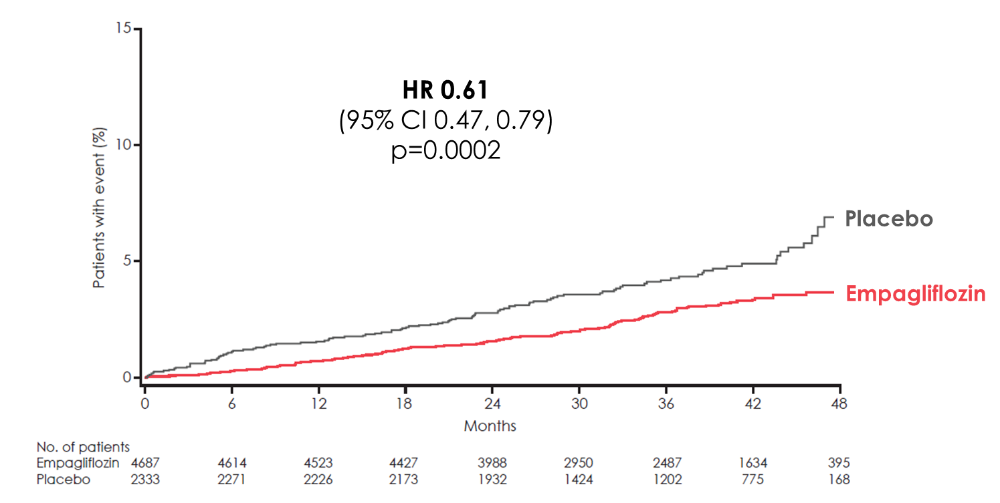 15
HR 0.61
(95% CI 0.47, 0.79)
p=0.0002
Patients with event (%)
10
Placebo
5
Empagliflozin
0
0 6 12 18 24 30 36 42 48
Months
No. of patients
Empagliflozin 4687 4614 4523 4427 3988 2950 2487 1634 395
Placebo 2333 2271 2226 2173 1932 1424 1202 775 168